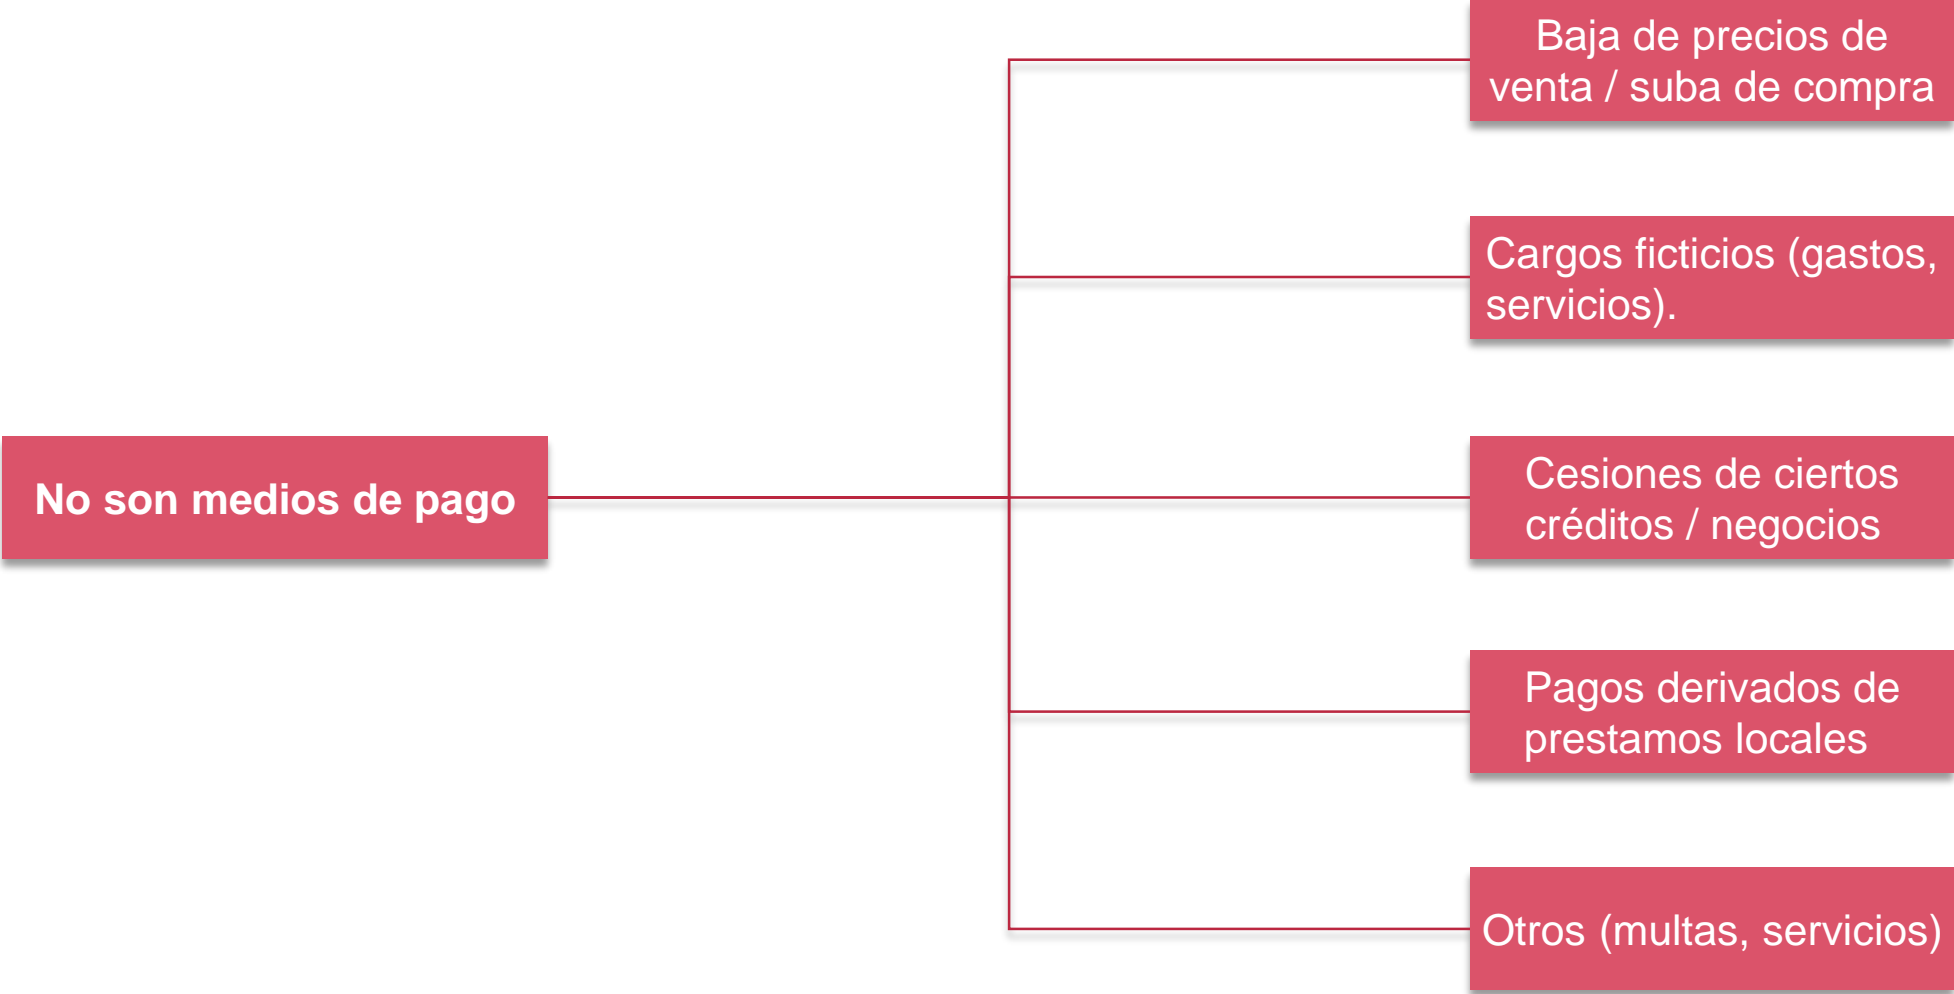 Baja de precios de
venta / suba de compra
Cargos ficticios (gastos,
servicios).
No son medios de pago
Cesiones de ciertos
créditos / negocios
Pagos derivados de
prestamos locales
Otros (multas, servicios)